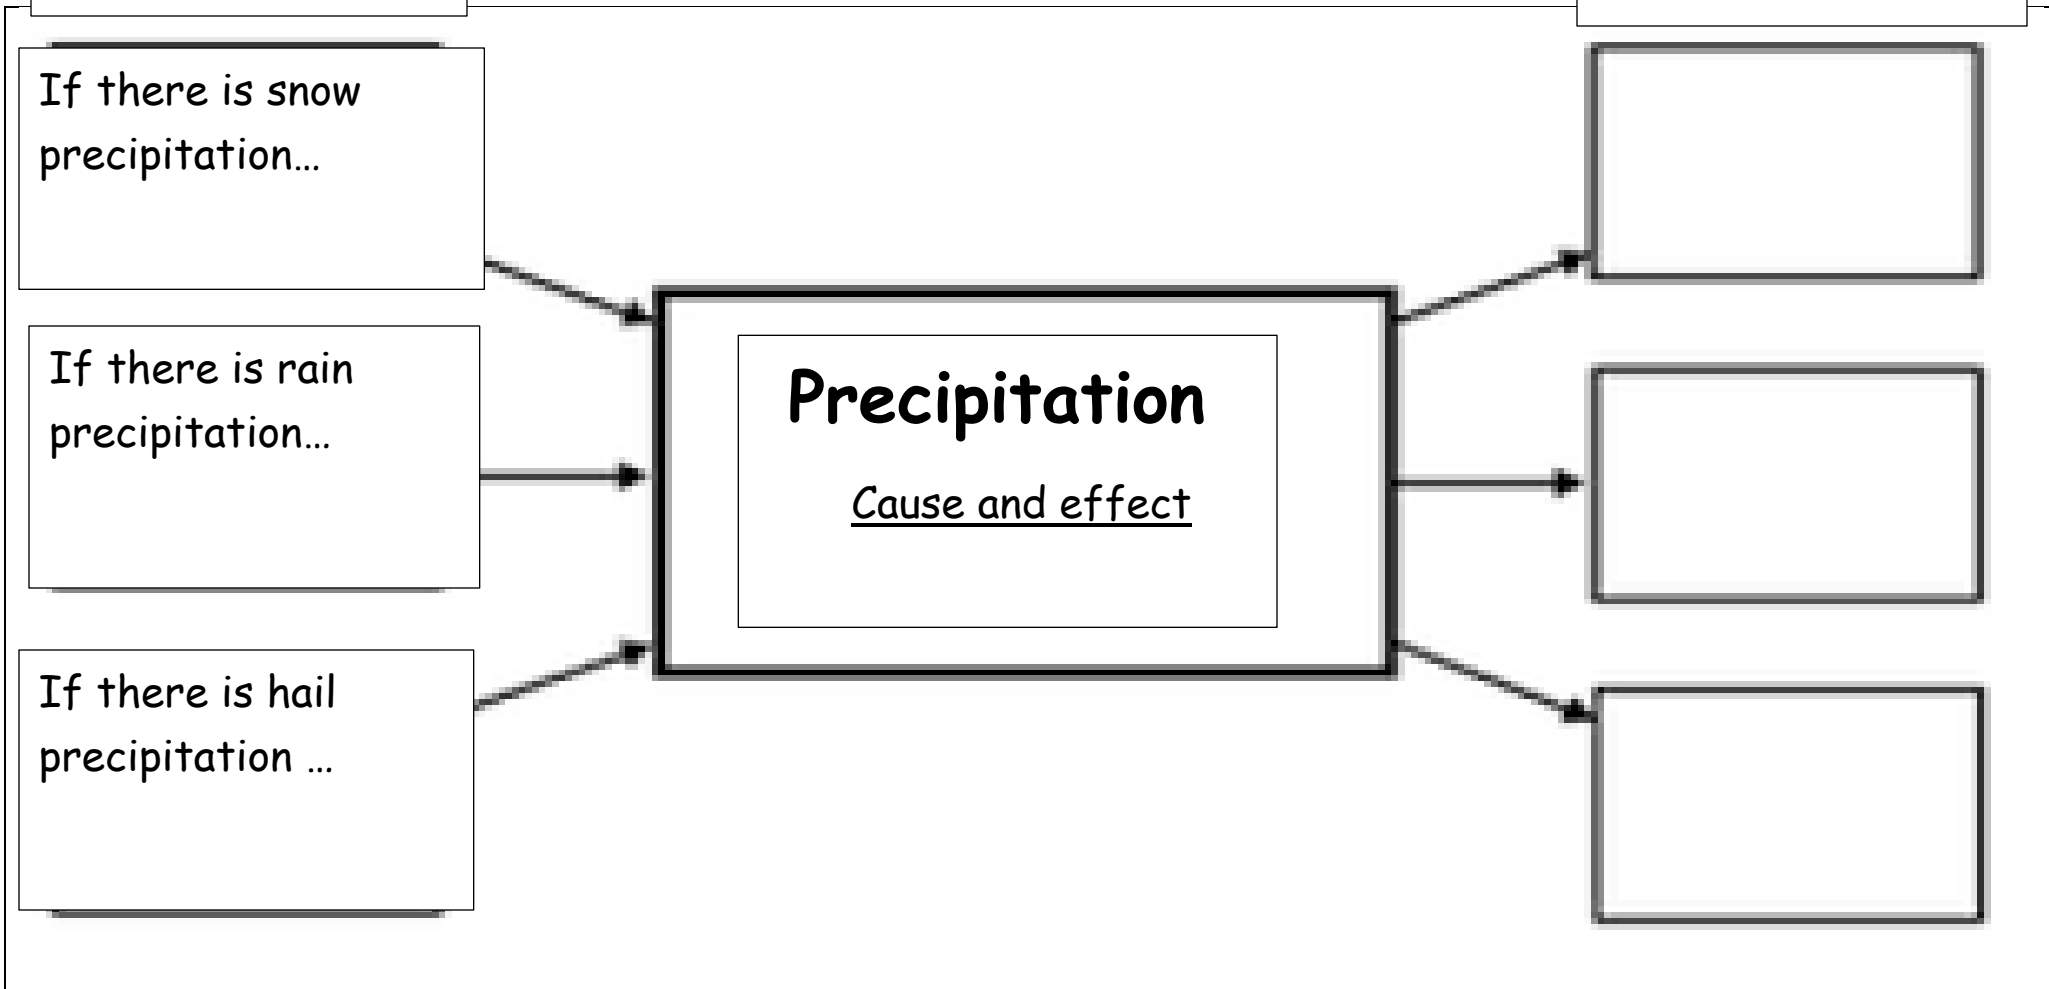 If there is snow
precipitation...
If there is rain
precipitation...
If there is hail
precipitation ...
Precipitation
Cause and effect